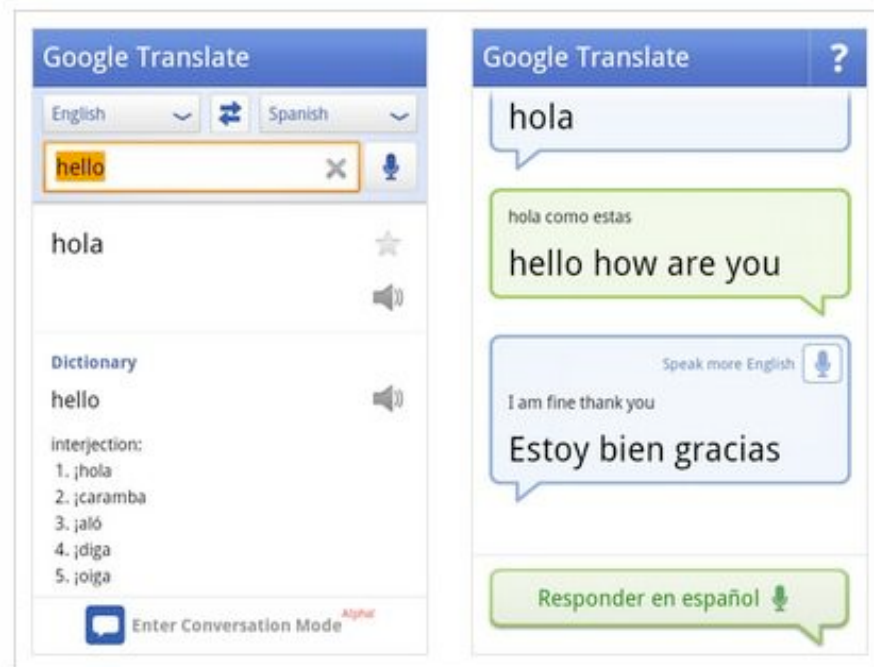 Google Translate
English
Spanish
hello
hola
Dictionary
hello
interjection:
1. ¡hola
2. ¡caramba
3. ¡aló
4. ¡diga
5. ¡oiga
Enter Conversation Mode Alpha!
Google Translate ?
hola
hola como estas
hello how are you
Speak more English
I am fine thank you
Estoy bien gracias
Responder en español